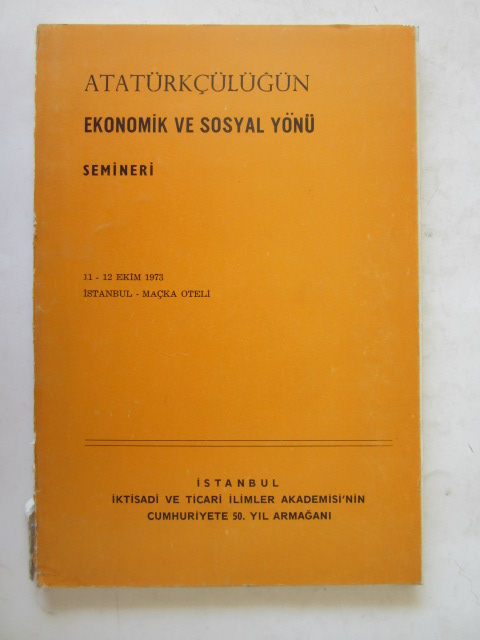 ATATÜRKÇÜLÜĞÜN
EKONOMİK VE SOSYAL YÖNÜ
SEMİNERİ
11 - 12 EKİM 1973
İSTANBUL - MAÇKA OTELİ
İSTANBUL
İKTİSADİ VE TİCARİ İLİMLER AKADEMİSİ'NİN
CUMHURİYETE 50. YIL ARMAĞANI